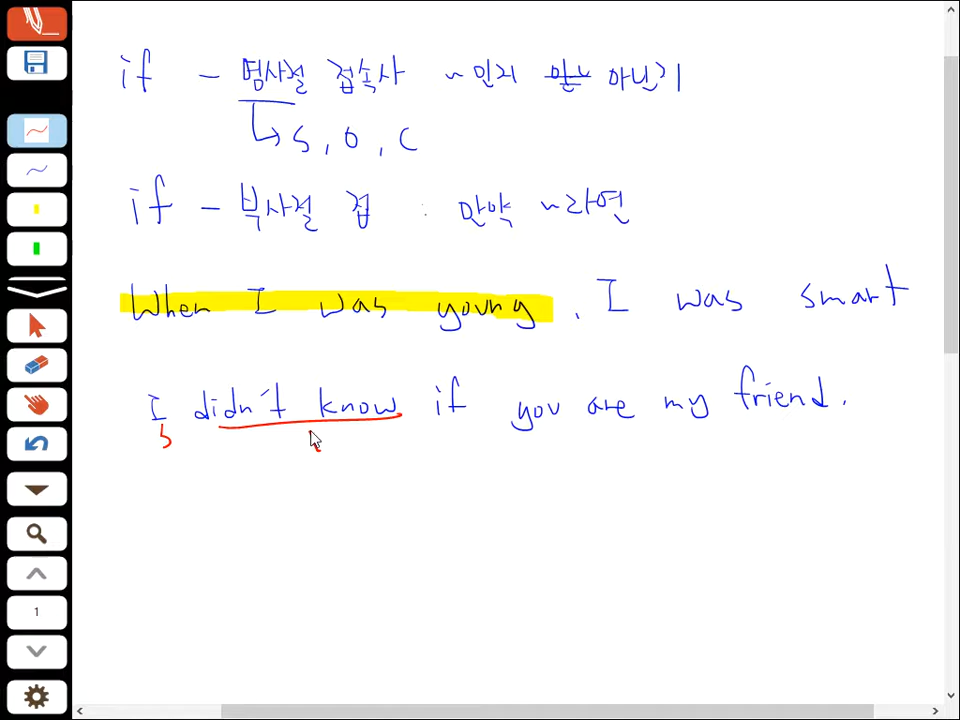 if - 명사절 접속사 ~인지 아닌지
↳ S, O, C
if - 부사절 접 : 만약 ~라면
When I was young, I was smart
I didn't know if you are my friend.
S
1